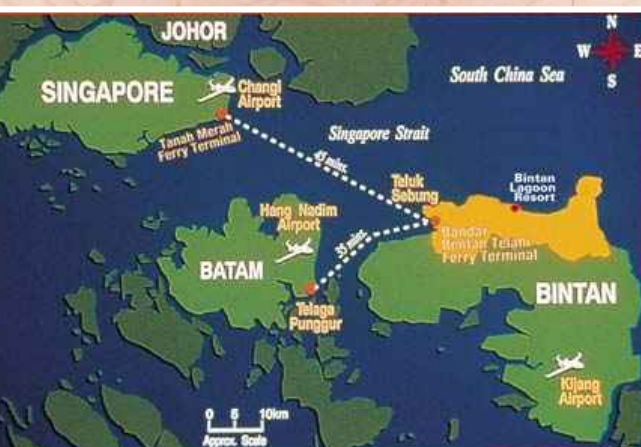 JOHOR
N
W E
S
SINGAPORE
Changi
Airport
South China Sea
Tanah Merah
Ferry Terminal
Singapore Strait
45 mins.
Teluk
Sebung
Bintan
Lagoon
Resort
Hang Nadim
Airport
Bandar
Bentan Telani
Ferry Terminal
35 mins.
BATAM
BINTAN
Telaga
Punggur
Kijang
Airport
0 5 10km
Approx. Scale